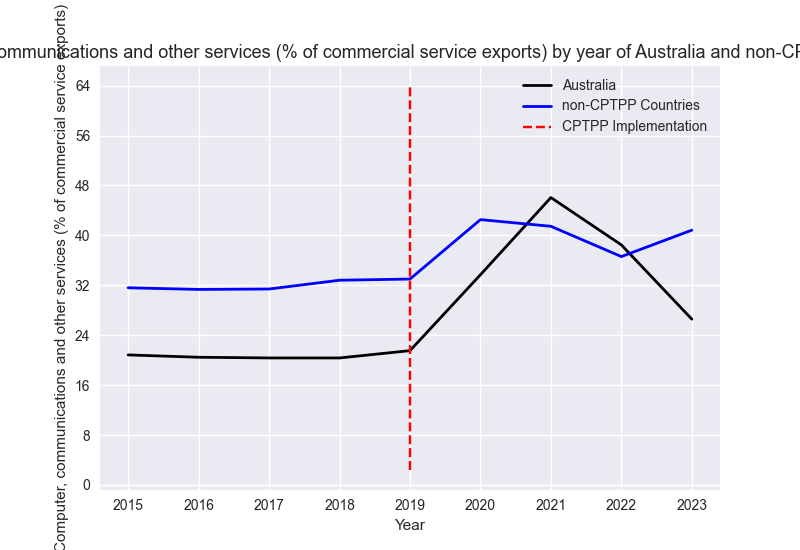 ommunications and other services (% of commercial service exports) by year of Australia and non-CP
Computer, communications and other services (% of commercial service exports)
64
56
48
40
32
24
16
8
0
Australia
non-CPTPP Countries
CPTPP Implementation
2015 2016 2017 2018 2019 2020 2021 2022 2023
Year